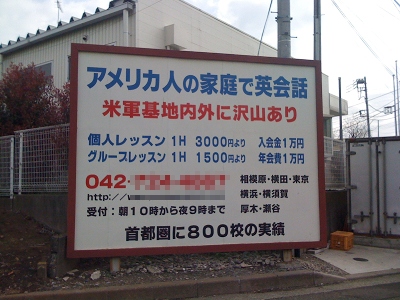 アメリカ人の家庭で英会話
米軍基地内外に沢山あり
個人レッスン 1H 3000円より 入会金1万円
グループレッスン 1H 1500円より 年会費1万円
042-
http://
受付：朝10時から夜9時まで
相模原・横田・東京
横浜・横須賀
厚木・瀬谷
首都圏に800校の実績